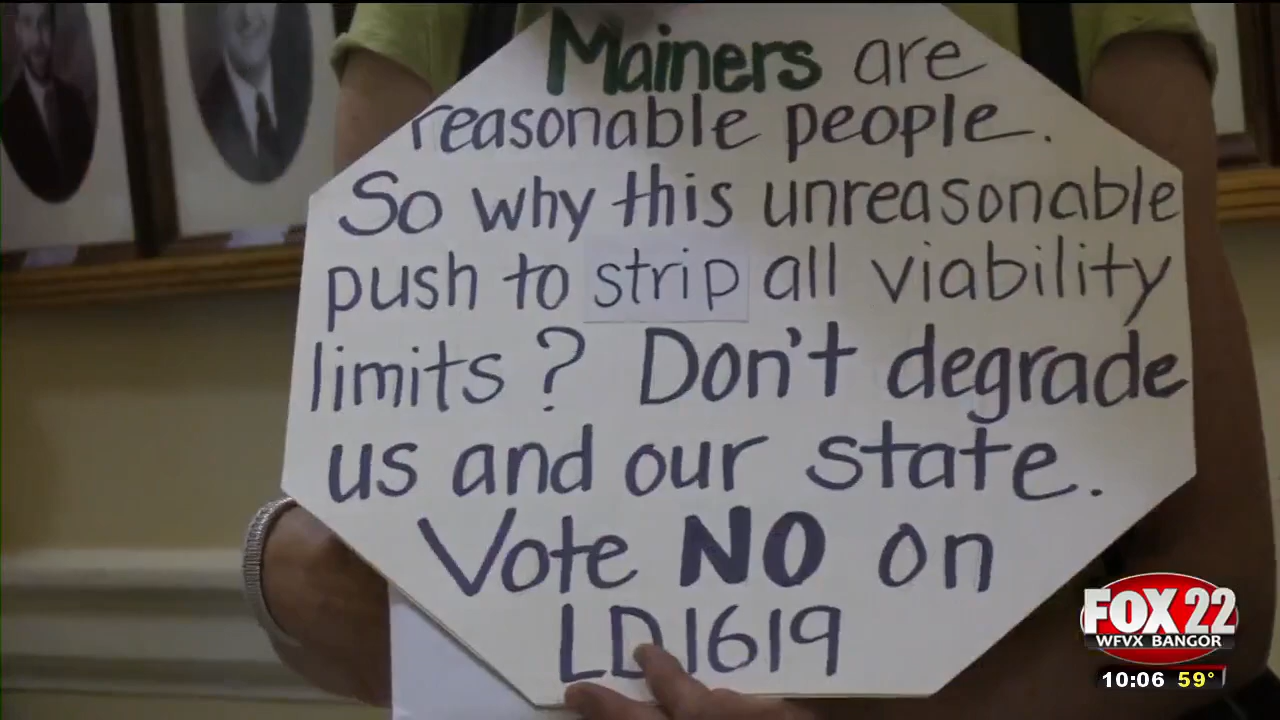 Mainers are
reasonable people.
So why this unreasonable
push to strip all viability
limits? Don't degrade
us and our state.
Vote NO on
LD1619
FOX 22
WFVX BANGOR
10:06 59°